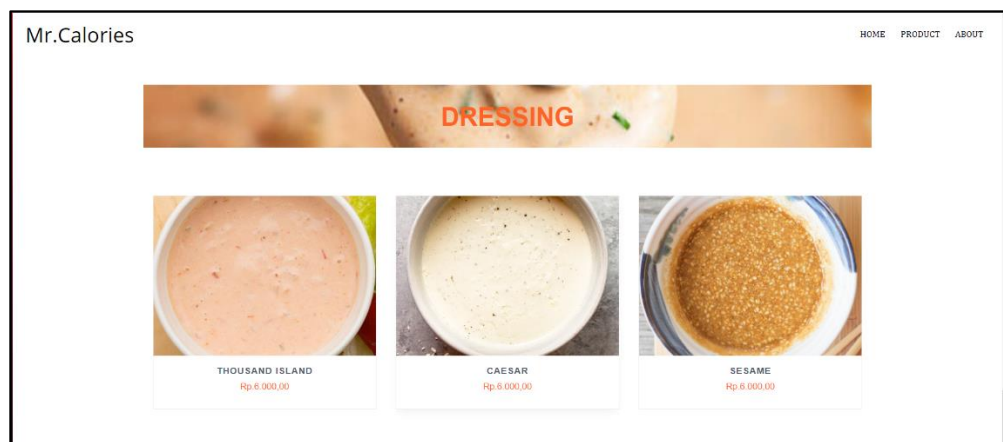 Mr.Calories
HOME PRODUCT ABOUT
DRESSING
THOUSAND ISLAND
Rp.6.000,00
CAESAR
Rp.6.000,00
SESAME
Rp.6.000,00